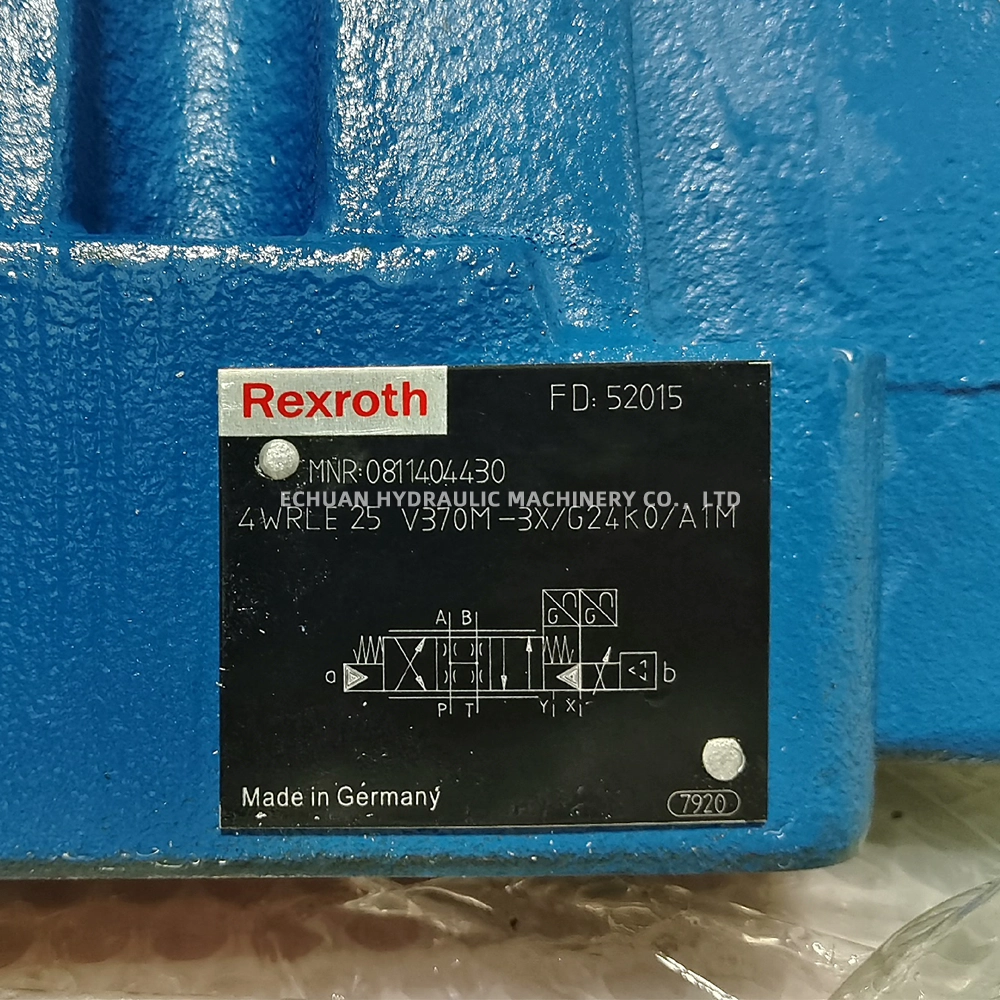 Rexroth
FD: 52015
MNR:0811404430
ECHUAN HYDRAULIC MACHINERY CO., LTD
4WRLE 25 V370M-3X/G24K0/A1M
G G
A B
a b
P T Y X
Made in Germany
7920